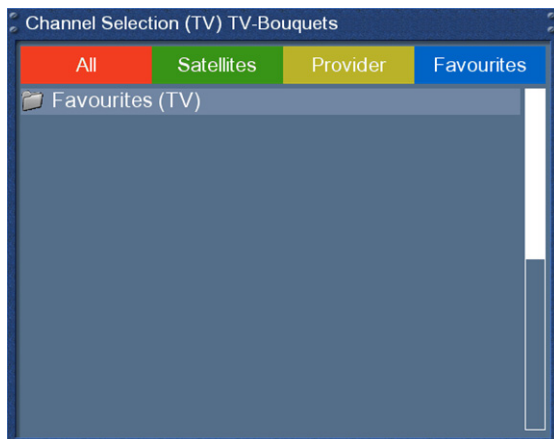 Channel Selection (TV) TV-Bouquets
All Satellites Provider Favourites
Favourites (TV)